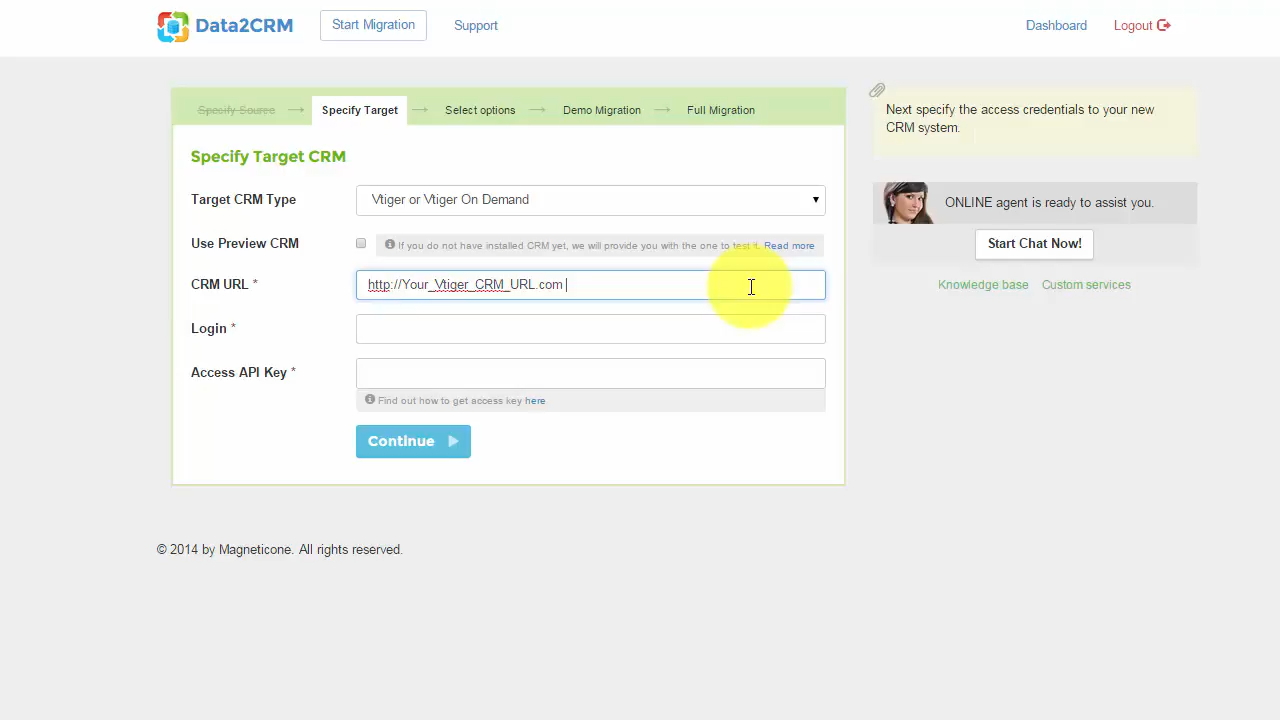 Data2CRM
Start Migration
Support
Dashboard
Logout
Specify Source
Specify Target
Select options
Demo Migration
Full Migration
Next specify the access credentials to your new
CRM system.
Specify Target CRM
Target CRM Type
Vtiger or Vtiger On Demand
ONLINE agent is ready to assist you.
Use Preview CRM
If you do not have installed CRM yet, we will provide you with the one to test it. Read more
Start Chat Now!
CRM URL *
http://Your_Vtiger_CRM_URL.com
Knowledge base
Custom services
Login *
Access API Key *
Find out how to get access key here
Continue
© 2014 by Magneticone. All rights reserved.